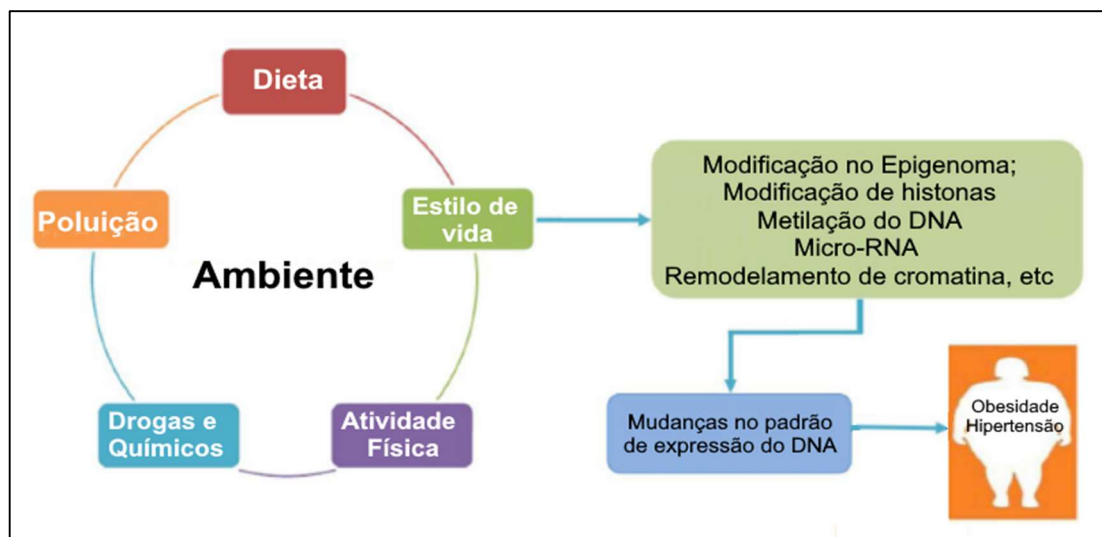 Dieta
Poluição
Estilo de
vida
Ambiente
Drogas e
Químicos
Atividade
Física
Modificação no Epigenoma;
Modificação de histonas
Metilação do DNA
Micro-RNA
Remodelamento de cromatina, etc
Mudanças no padrão
de expressão do DNA
Obesidade
Hipertensão